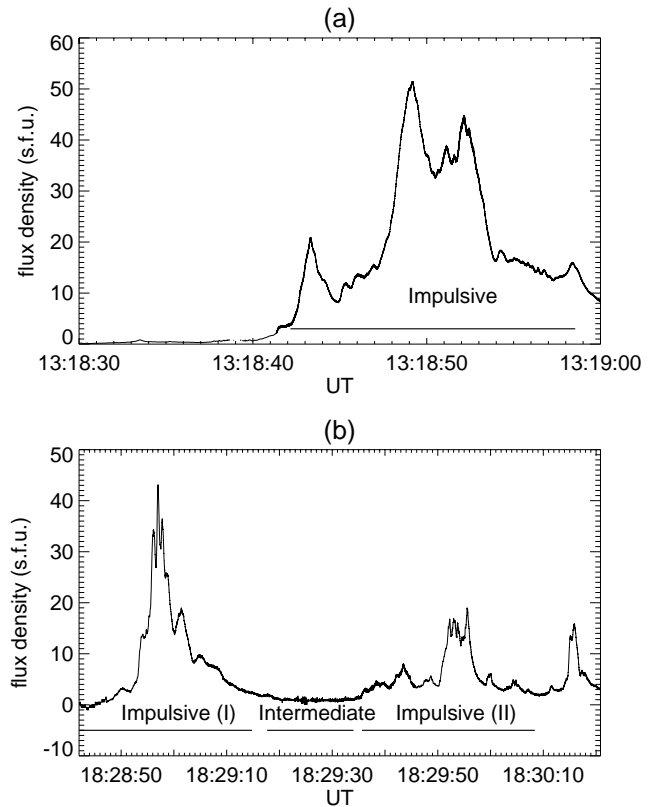 (a)
60
50
40
30
20
10
0
flux density (s.f.u.)
Impulsive
13:18:30 13:18:40 13:18:50 13:19:00
UT
(b)
50
40
30
20
10
0
-10
flux density (s.f.u.)
Impulsive (I) Intermediate Impulsive (II)
18:28:50 18:29:10 18:29:30 18:29:50 18:30:10
UT